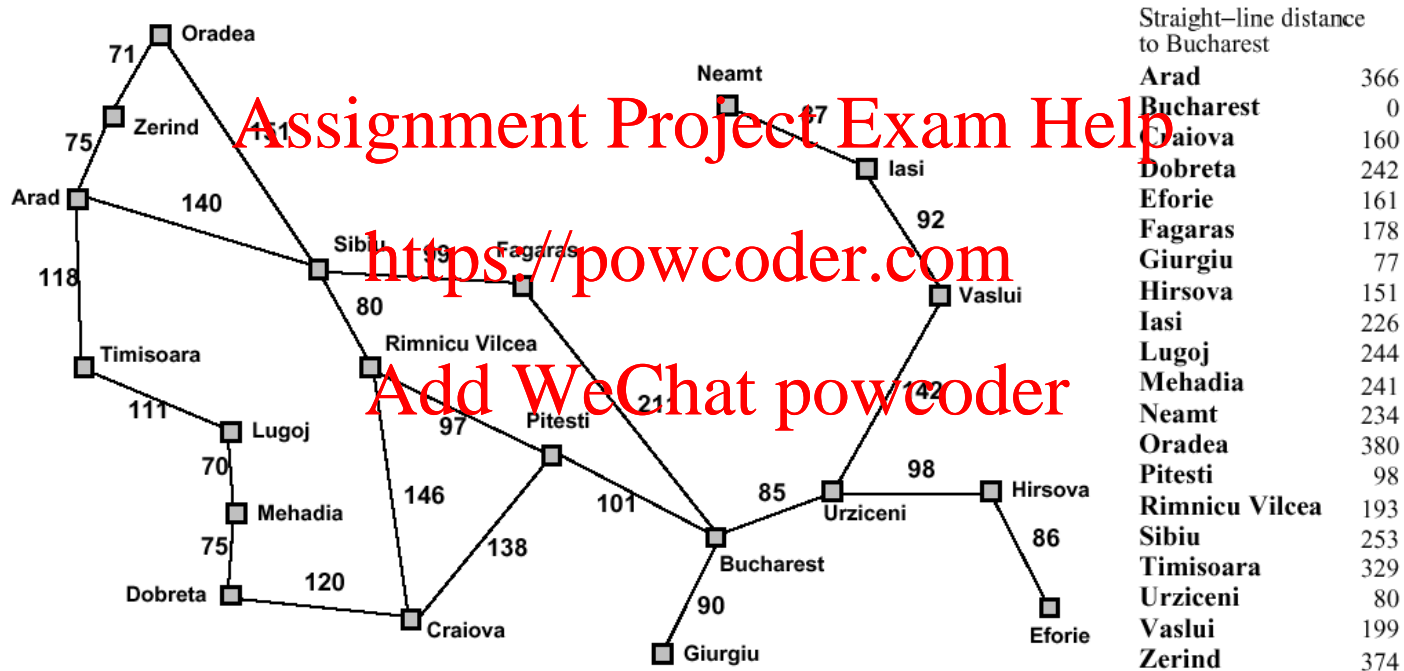 Oradea
71
Neamt
Zerind
75
151
87
Iasi
Arad
140
92
Sibiu
99
Fagaras
118
80
Vaslui
Timisoara
Rimnicu Vilcea
111
97
Pitesti
211
142
Lugoj
70
146
101
85
98
Hirsova
Urziceni
Mehadia
75
138
86
Bucharest
Dobreta
120
90
Craiova
Giurgiu
Eforie
Assignment Project Exam Help
https://powcoder.com
Add WeChat powcoder
Straight–line distance
to Bucharest
Arad 366
Bucharest 0
Craiova 160
Dobreta 242
Eforie 161
Fagaras 178
Giurgiu 77
Hirsova 151
Iasi 226
Lugoj 244
Mehadia 241
Neamt 234
Oradea 380
Pitesti 98
Rimnicu Vilcea 193
Sibiu 253
Timisoara 329
Urziceni 80
Vaslui 199
Zerind 374